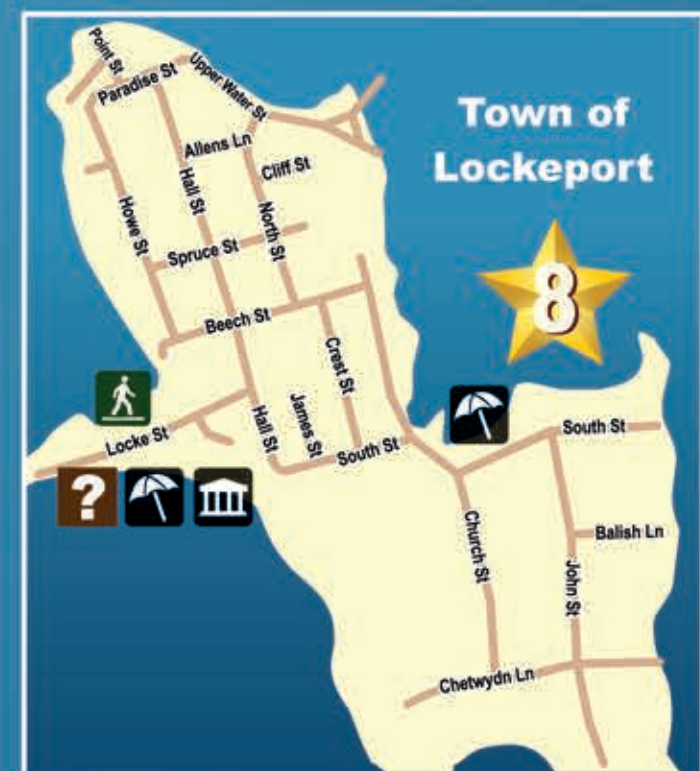 Point St
Paradise St
Upper Water St
Town of
Lockeport
Allens Ln
Cliff St
Hall St
Howe St
North St
Spruce St
8
Beech St
Crest St
James St
Hall St
Locke St
South St
South St
?
Church St
Balish Ln
John St
Chetwydn Ln